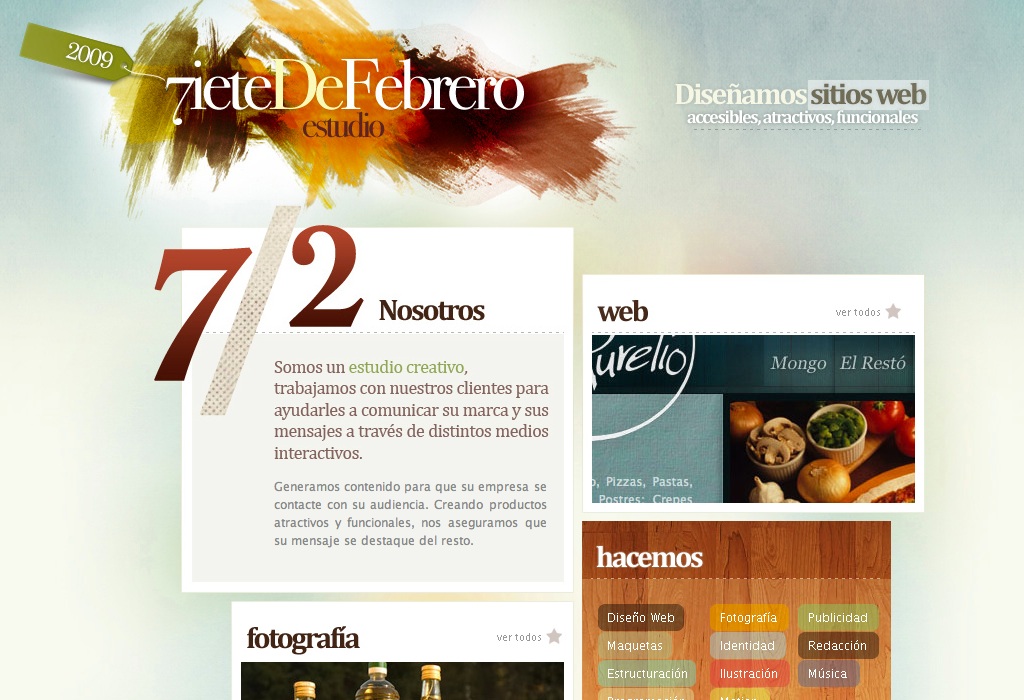 2009
7ieteDeFebrero
estudio
Diseñamos sitios web
accesibles, atractivos, funcionales
7/2
Nosotros
Somos un estudio creativo,
trabajamos con nuestros clientes para
ayudarles a comunicar su marca y sus
mensajes a través de distintos medios
interactivos.
Generamos contenido para que su empresa se
contacte con su audiencia. Creando productos
atractivos y funcionales, nos aseguramos que
su mensaje se destaque del resto.
web
ver todos
urelio
Mongo El Restó
o, Pizzas, Pastas,
Postres: Crepes
hacemos
Diseño Web Fotografía Publicidad
Maquetas Identidad Redacción
Estructuración Ilustración Música
fotografía
ver todos